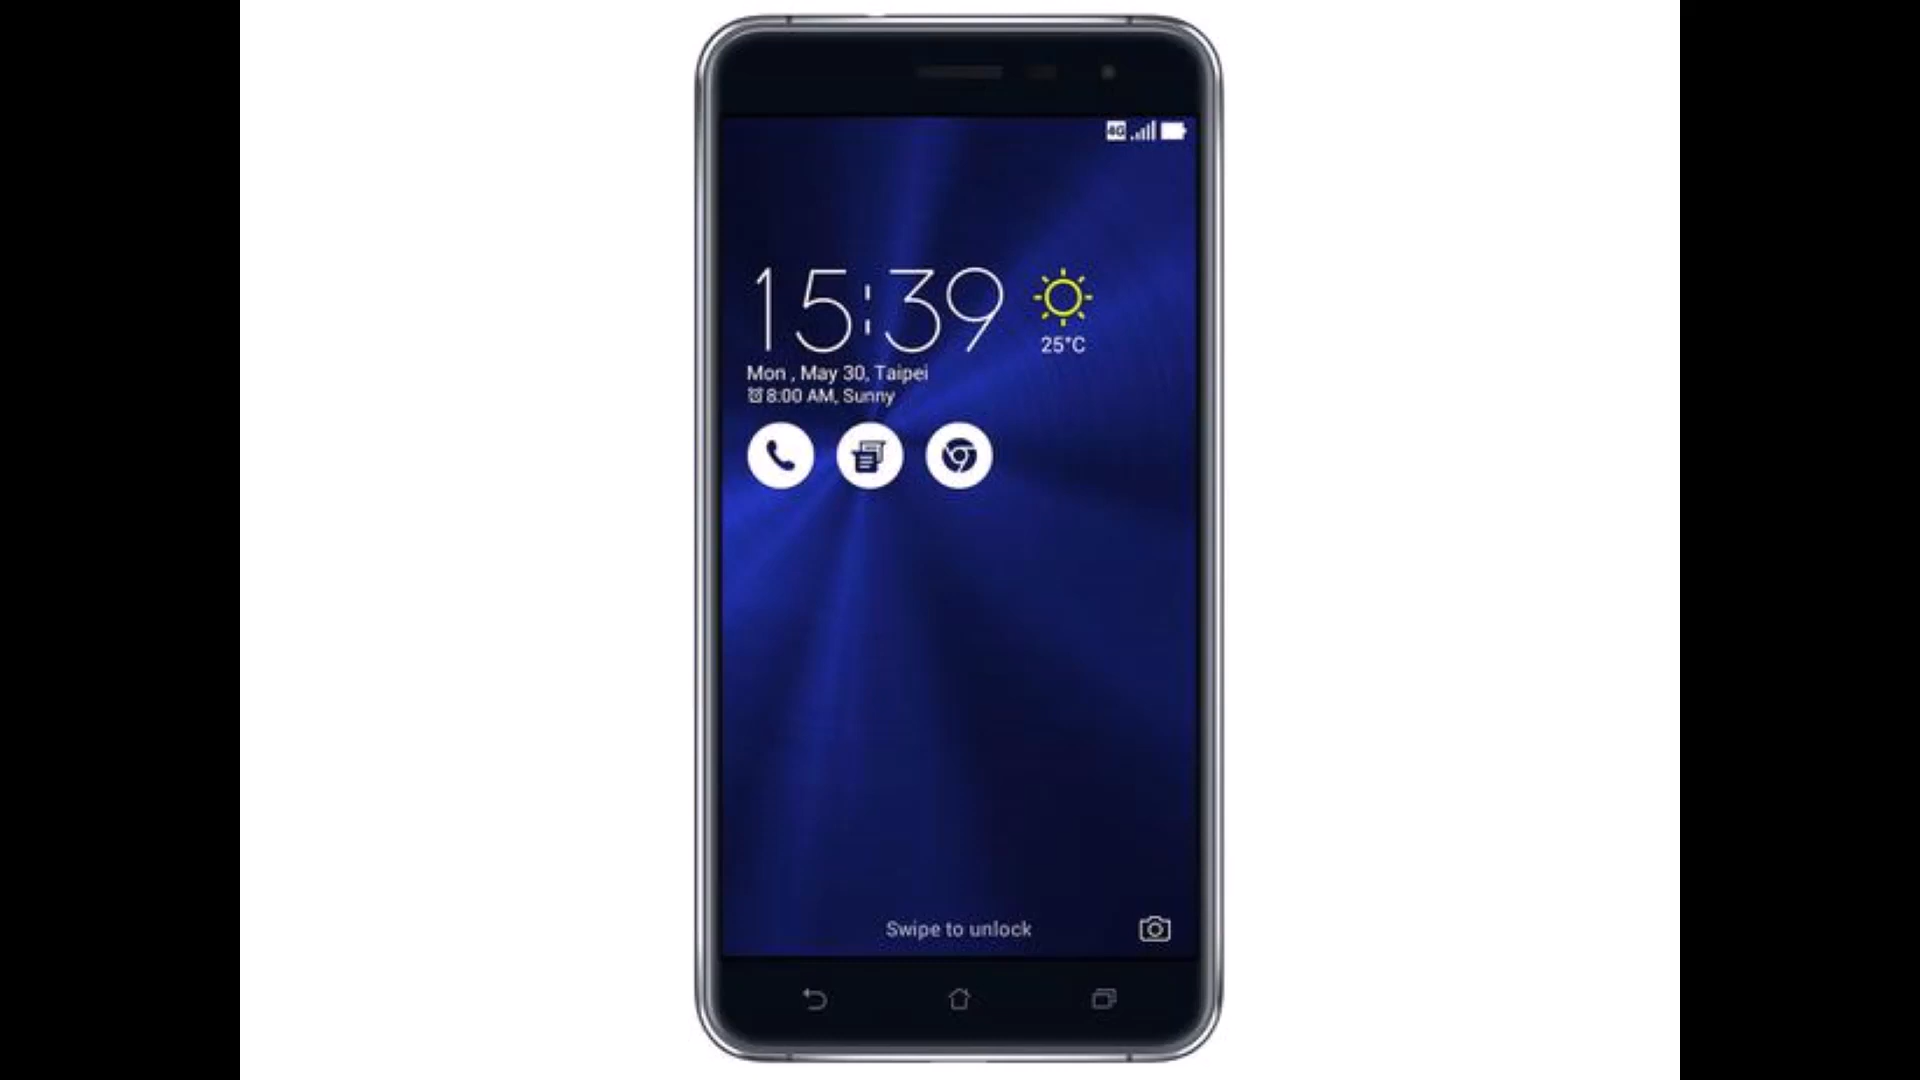 4G
15:39
25°C
Mon , May 30, Taipei
8:00 AM, Sunny
Swipe to unlock